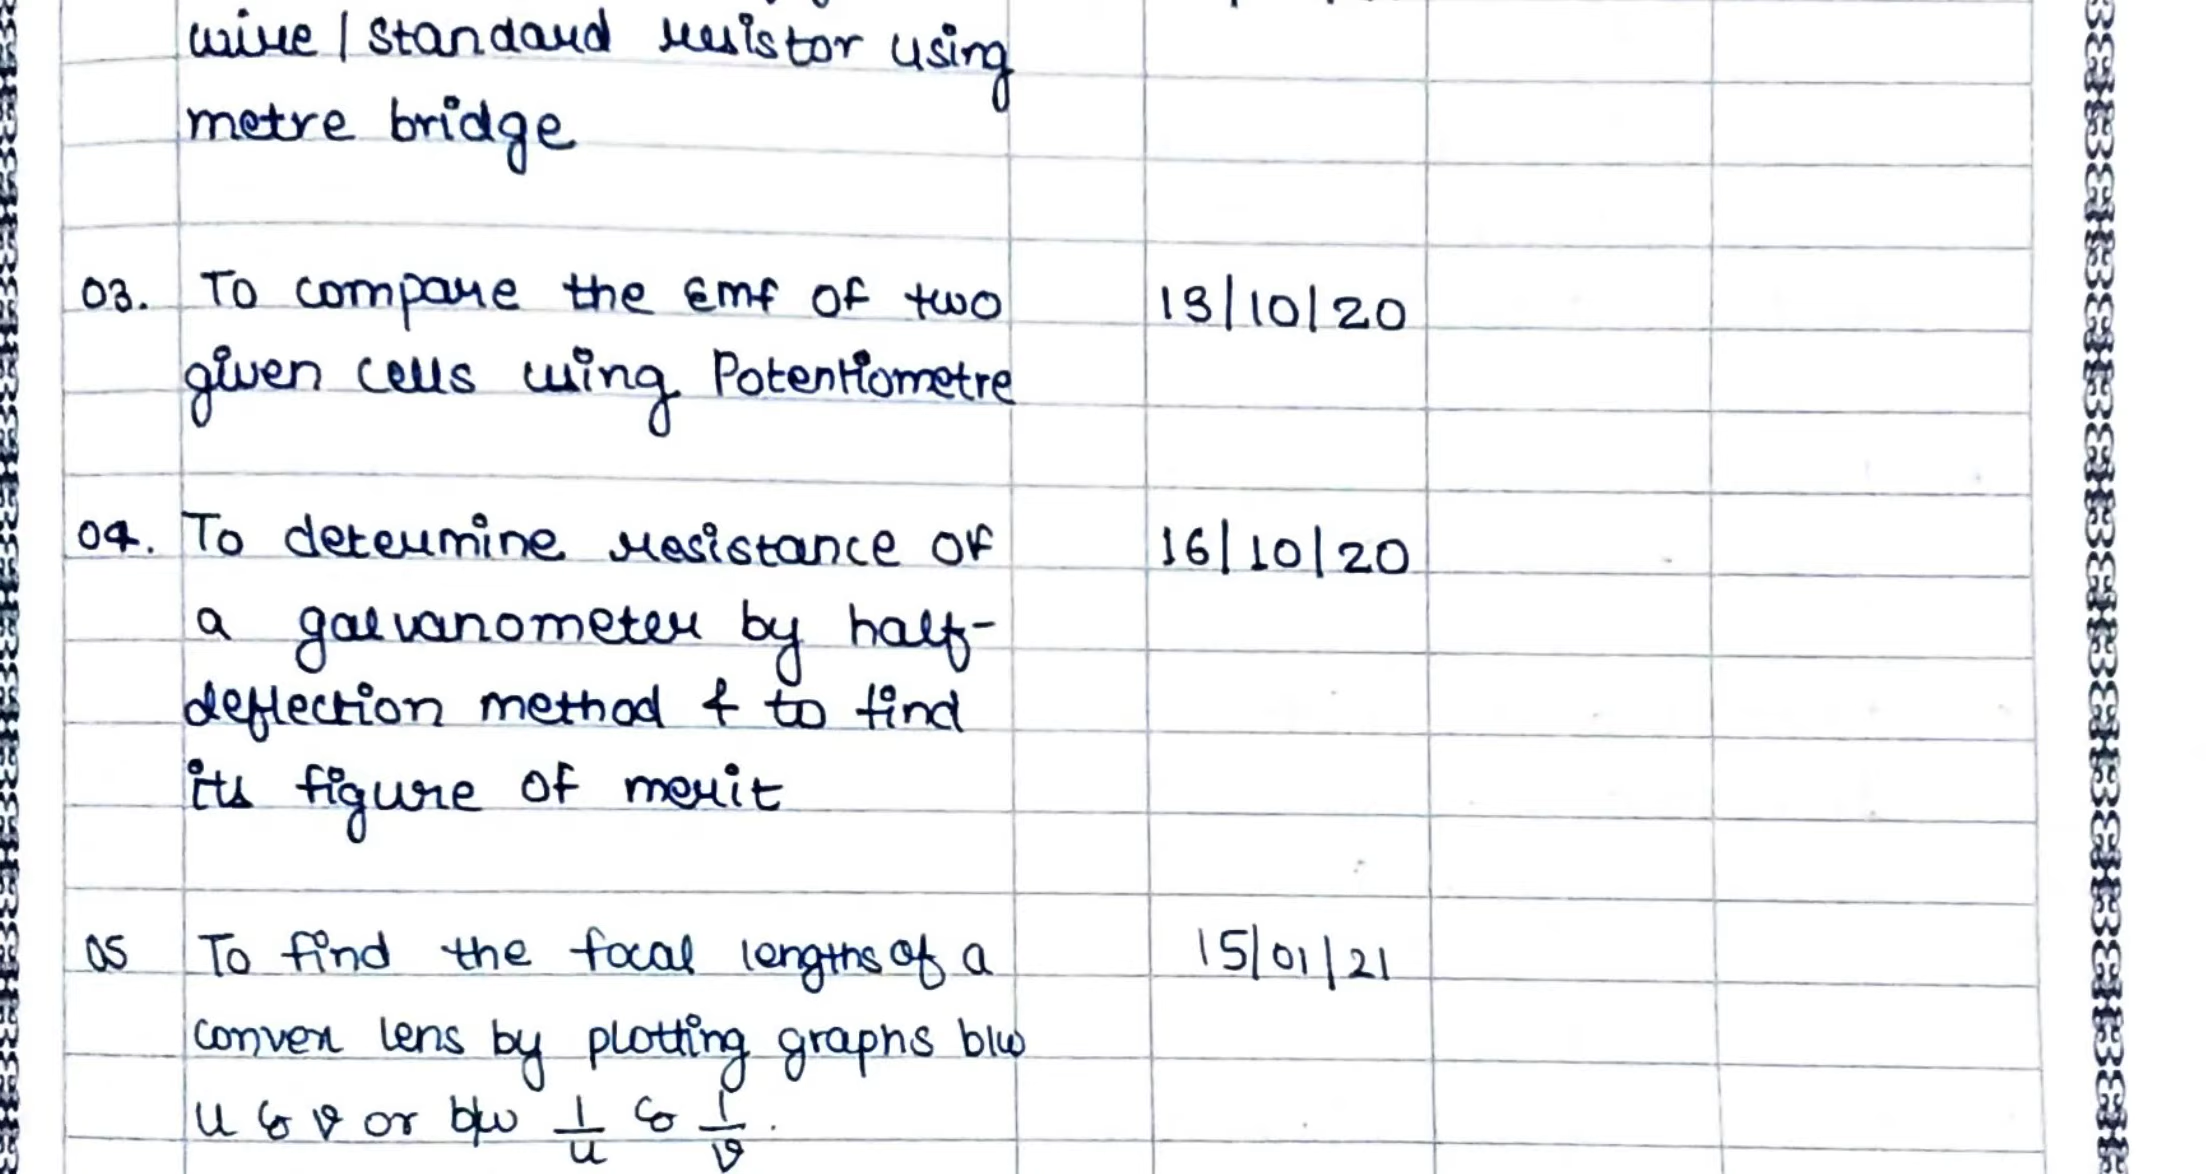 wire / standard resistor using
metre bridge
03. To compare the Emf of two 13/10/20
given cells using Potentiometre
04. To determine resistance of 16/10/20
a galvanometer by half-
deflection method & to find
its figure of merit
05 To find the focal lengths of a 15/01/21
convex lens by plotting graphs b/w
u & v or b/w 1/u & 1/v.